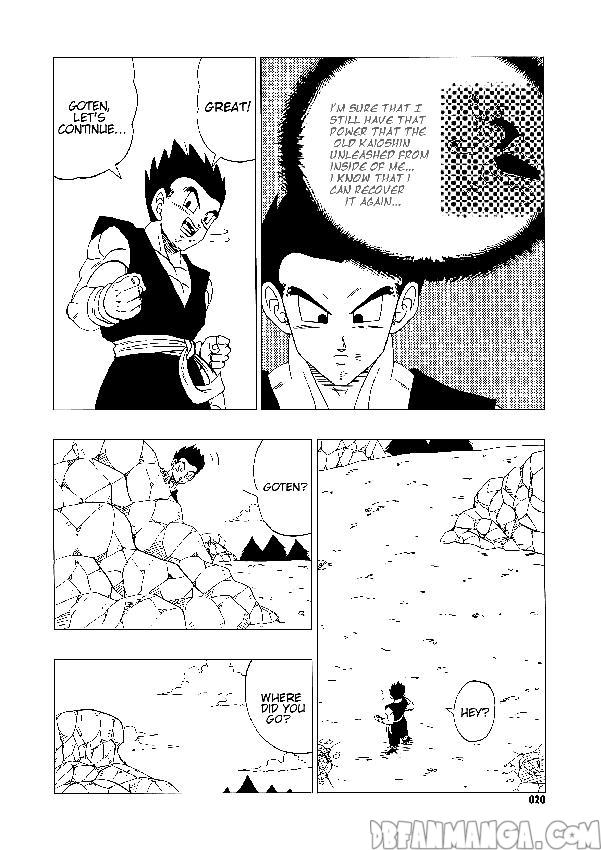 I'M SURE THAT I
STILL HAVE THAT
POWER THAT THE
OLD KAIOSHIN
UNLEASHED FROM
INSIDE OF ME...
I KNOW THAT I
CAN RECOVER
IT AGAIN...
GREAT!
GOTEN,
LET'S
CONTINUE...
HEY?
GOTEN?
WHERE
DID YOU
GO?
020
DBFANMANGA.COM